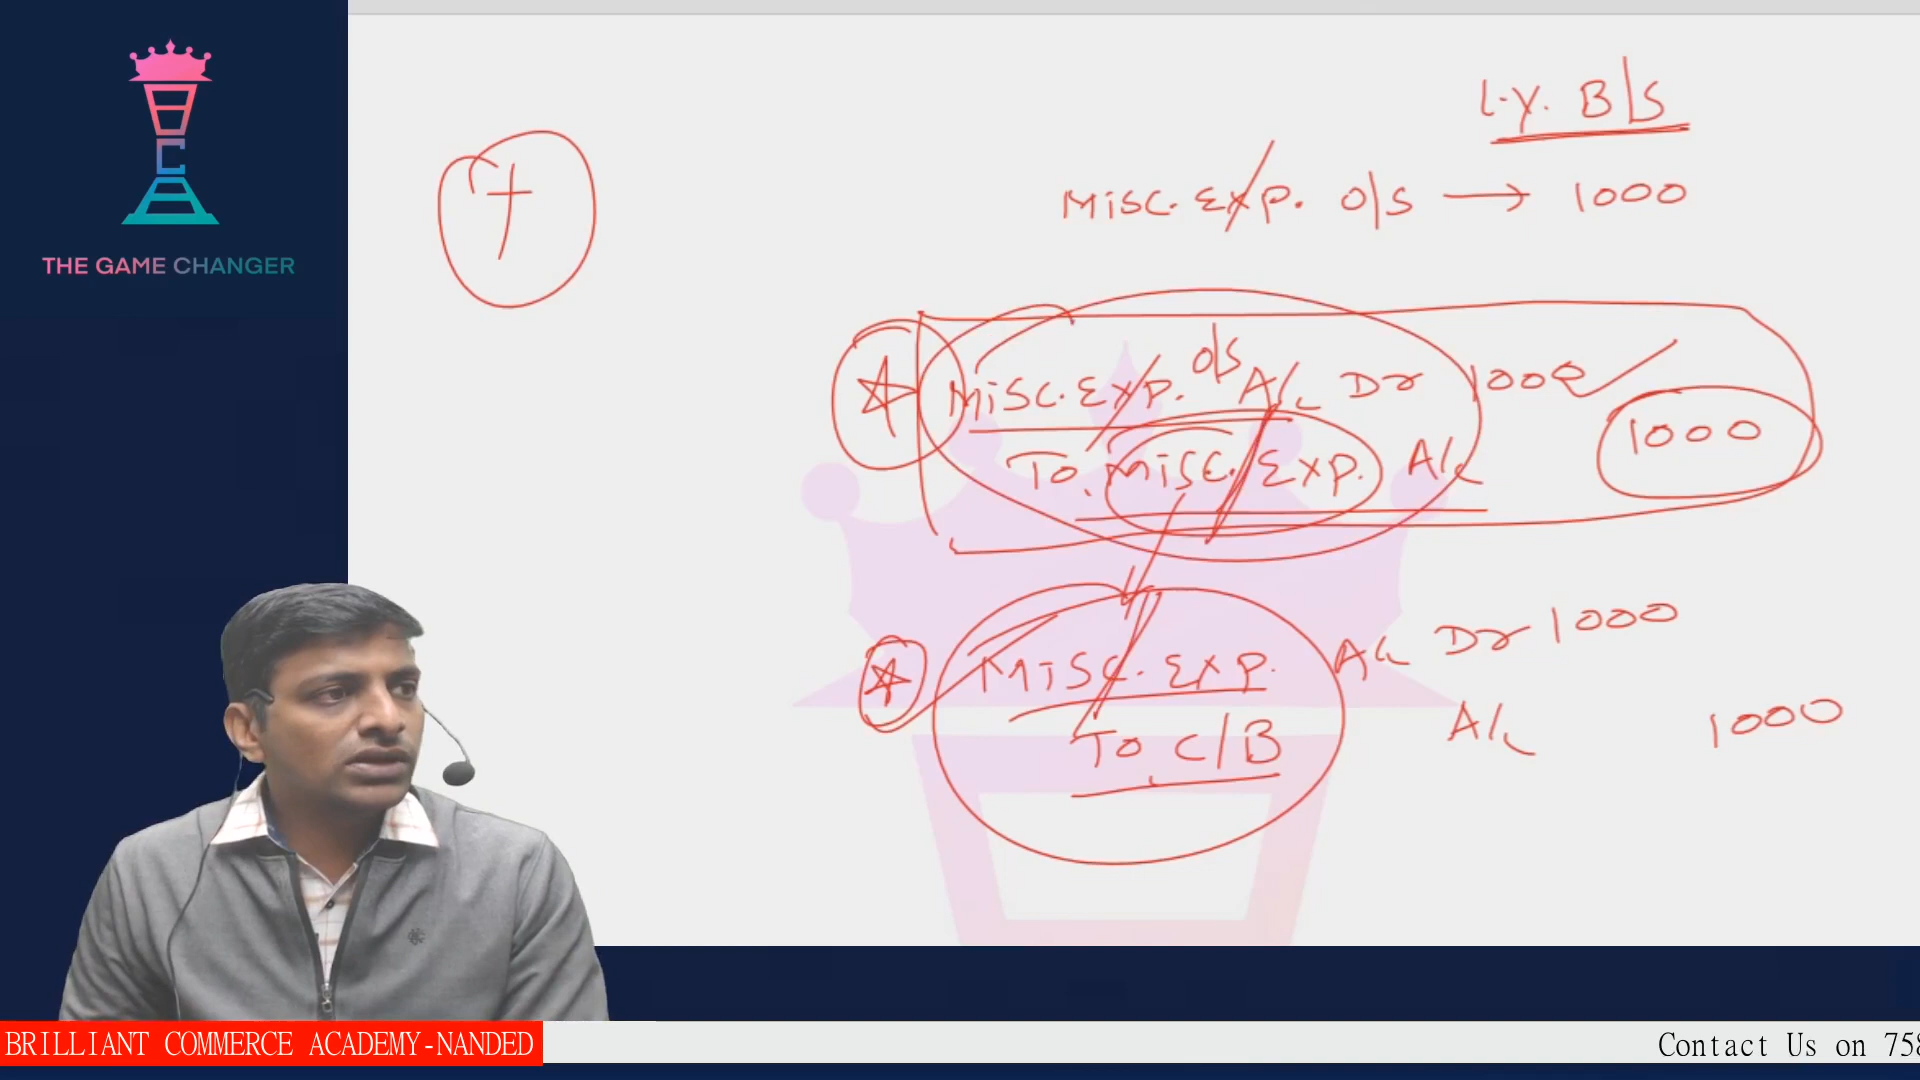 THE GAME CHANGER
L.Y. B/S
Misc. Exp. O/S → 1000
Misc. Exp. O/S A/c Dr 1000
To Misc. Exp. A/c 1000
Misc. Exp. A/c Dr 1000
To C/B A/c 1000
BRILLIANT COMMERCE ACADEMY-NANDED
Contact Us on 758